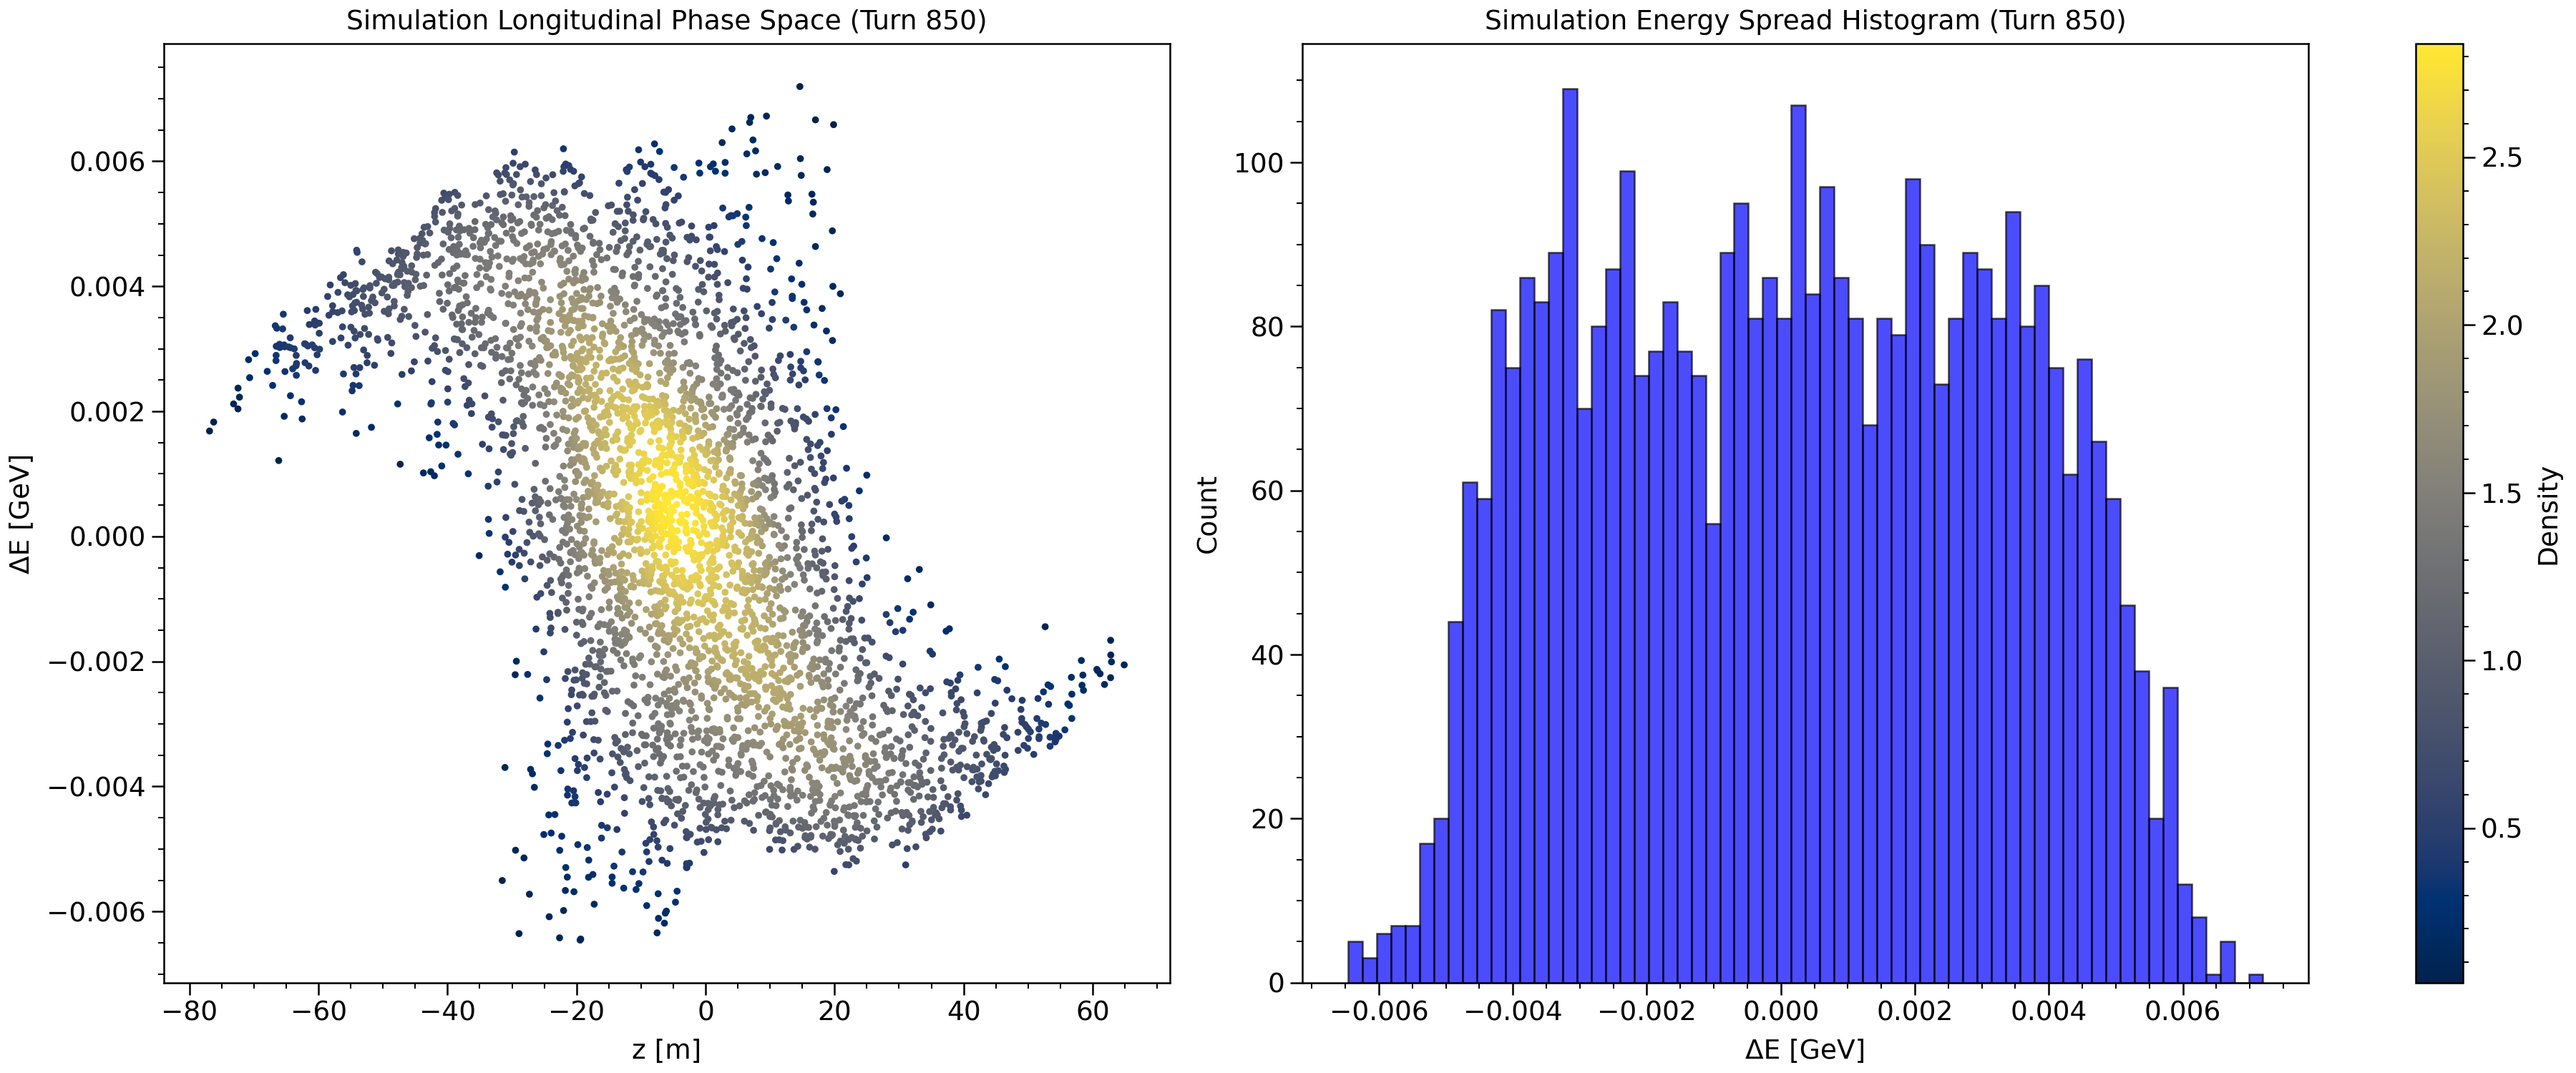 Simulation Longitudinal Phase Space (Turn 850)
ΔE [GeV]
0.006
0.004
0.002
0.000
−0.002
−0.004
−0.006
−80 −60 −40 −20 0 20 40 60
z [m]
Simulation Energy Spread Histogram (Turn 850)
Count
100
80
60
40
20
0
−0.006 −0.004 −0.002 0.000 0.002 0.004 0.006
ΔE [GeV]
2.5
2.0
1.5
1.0
0.5
Density